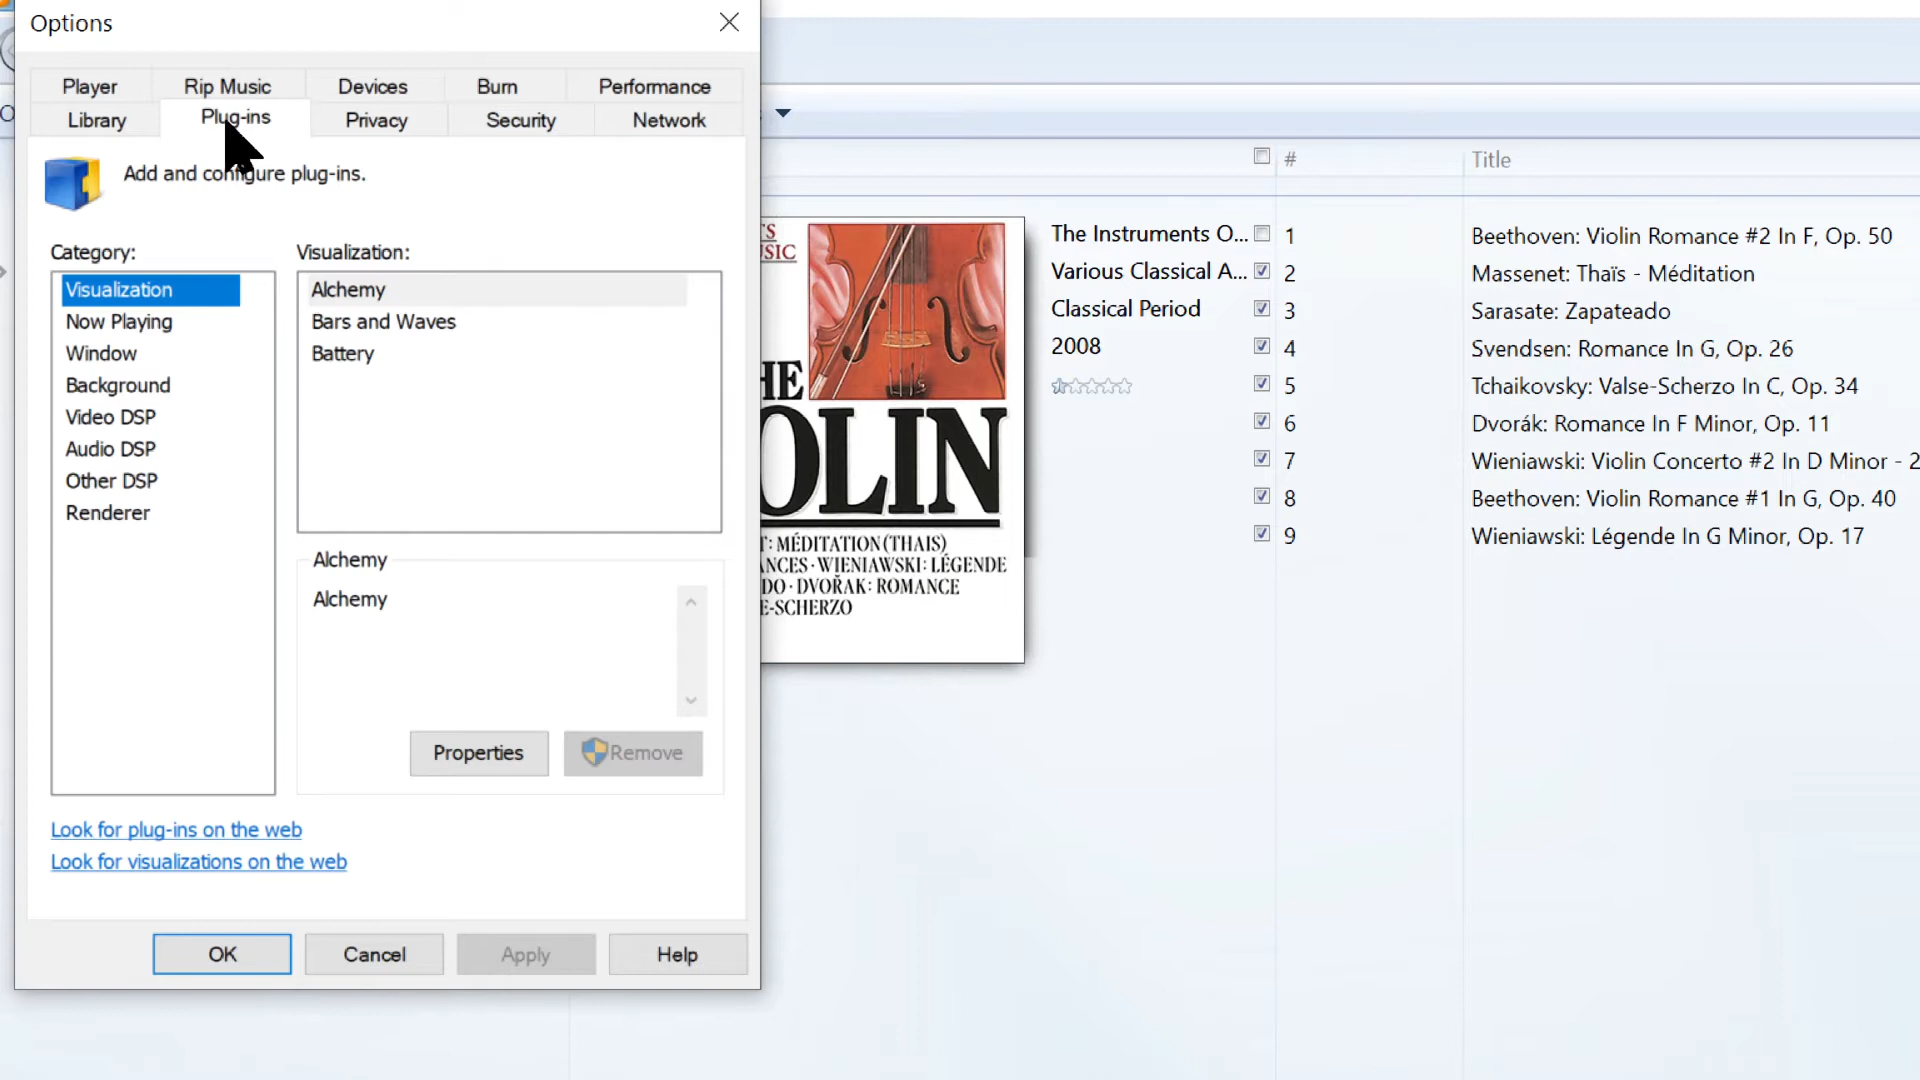 Options
Player Rip Music Devices Burn Performance
Library Plug-ins Privacy Security Network
Add and configure plug-ins.
Category:
Visualization
Now Playing
Window
Background
Video DSP
Audio DSP
Other DSP
Renderer
Visualization:
Alchemy
Bars and Waves
Battery
Alchemy
Alchemy
Properties
Remove
Look for plug-ins on the web
Look for visualizations on the web
OK Cancel Apply Help
# Title
TS
USIC
HE
OLIN
T: MÉDITATION (THAIS)
ANCES · WIENIAWSKI: LÉGENDE
DO · DVOŘAK: ROMANCE
E-SCHERZO
The Instruments O...
Various Classical A...
Classical Period
2008
1 Beethoven: Violin Romance #2 In F, Op. 50
2 Massenet: Thaïs - Méditation
3 Sarasate: Zapateado
4 Svendsen: Romance In G, Op. 26
5 Tchaikovsky: Valse-Scherzo In C, Op. 34
6 Dvorák: Romance In F Minor, Op. 11
7 Wieniawski: Violin Concerto #2 In D Minor - 2
8 Beethoven: Violin Romance #1 In G, Op. 40
9 Wieniawski: Légende In G Minor, Op. 17